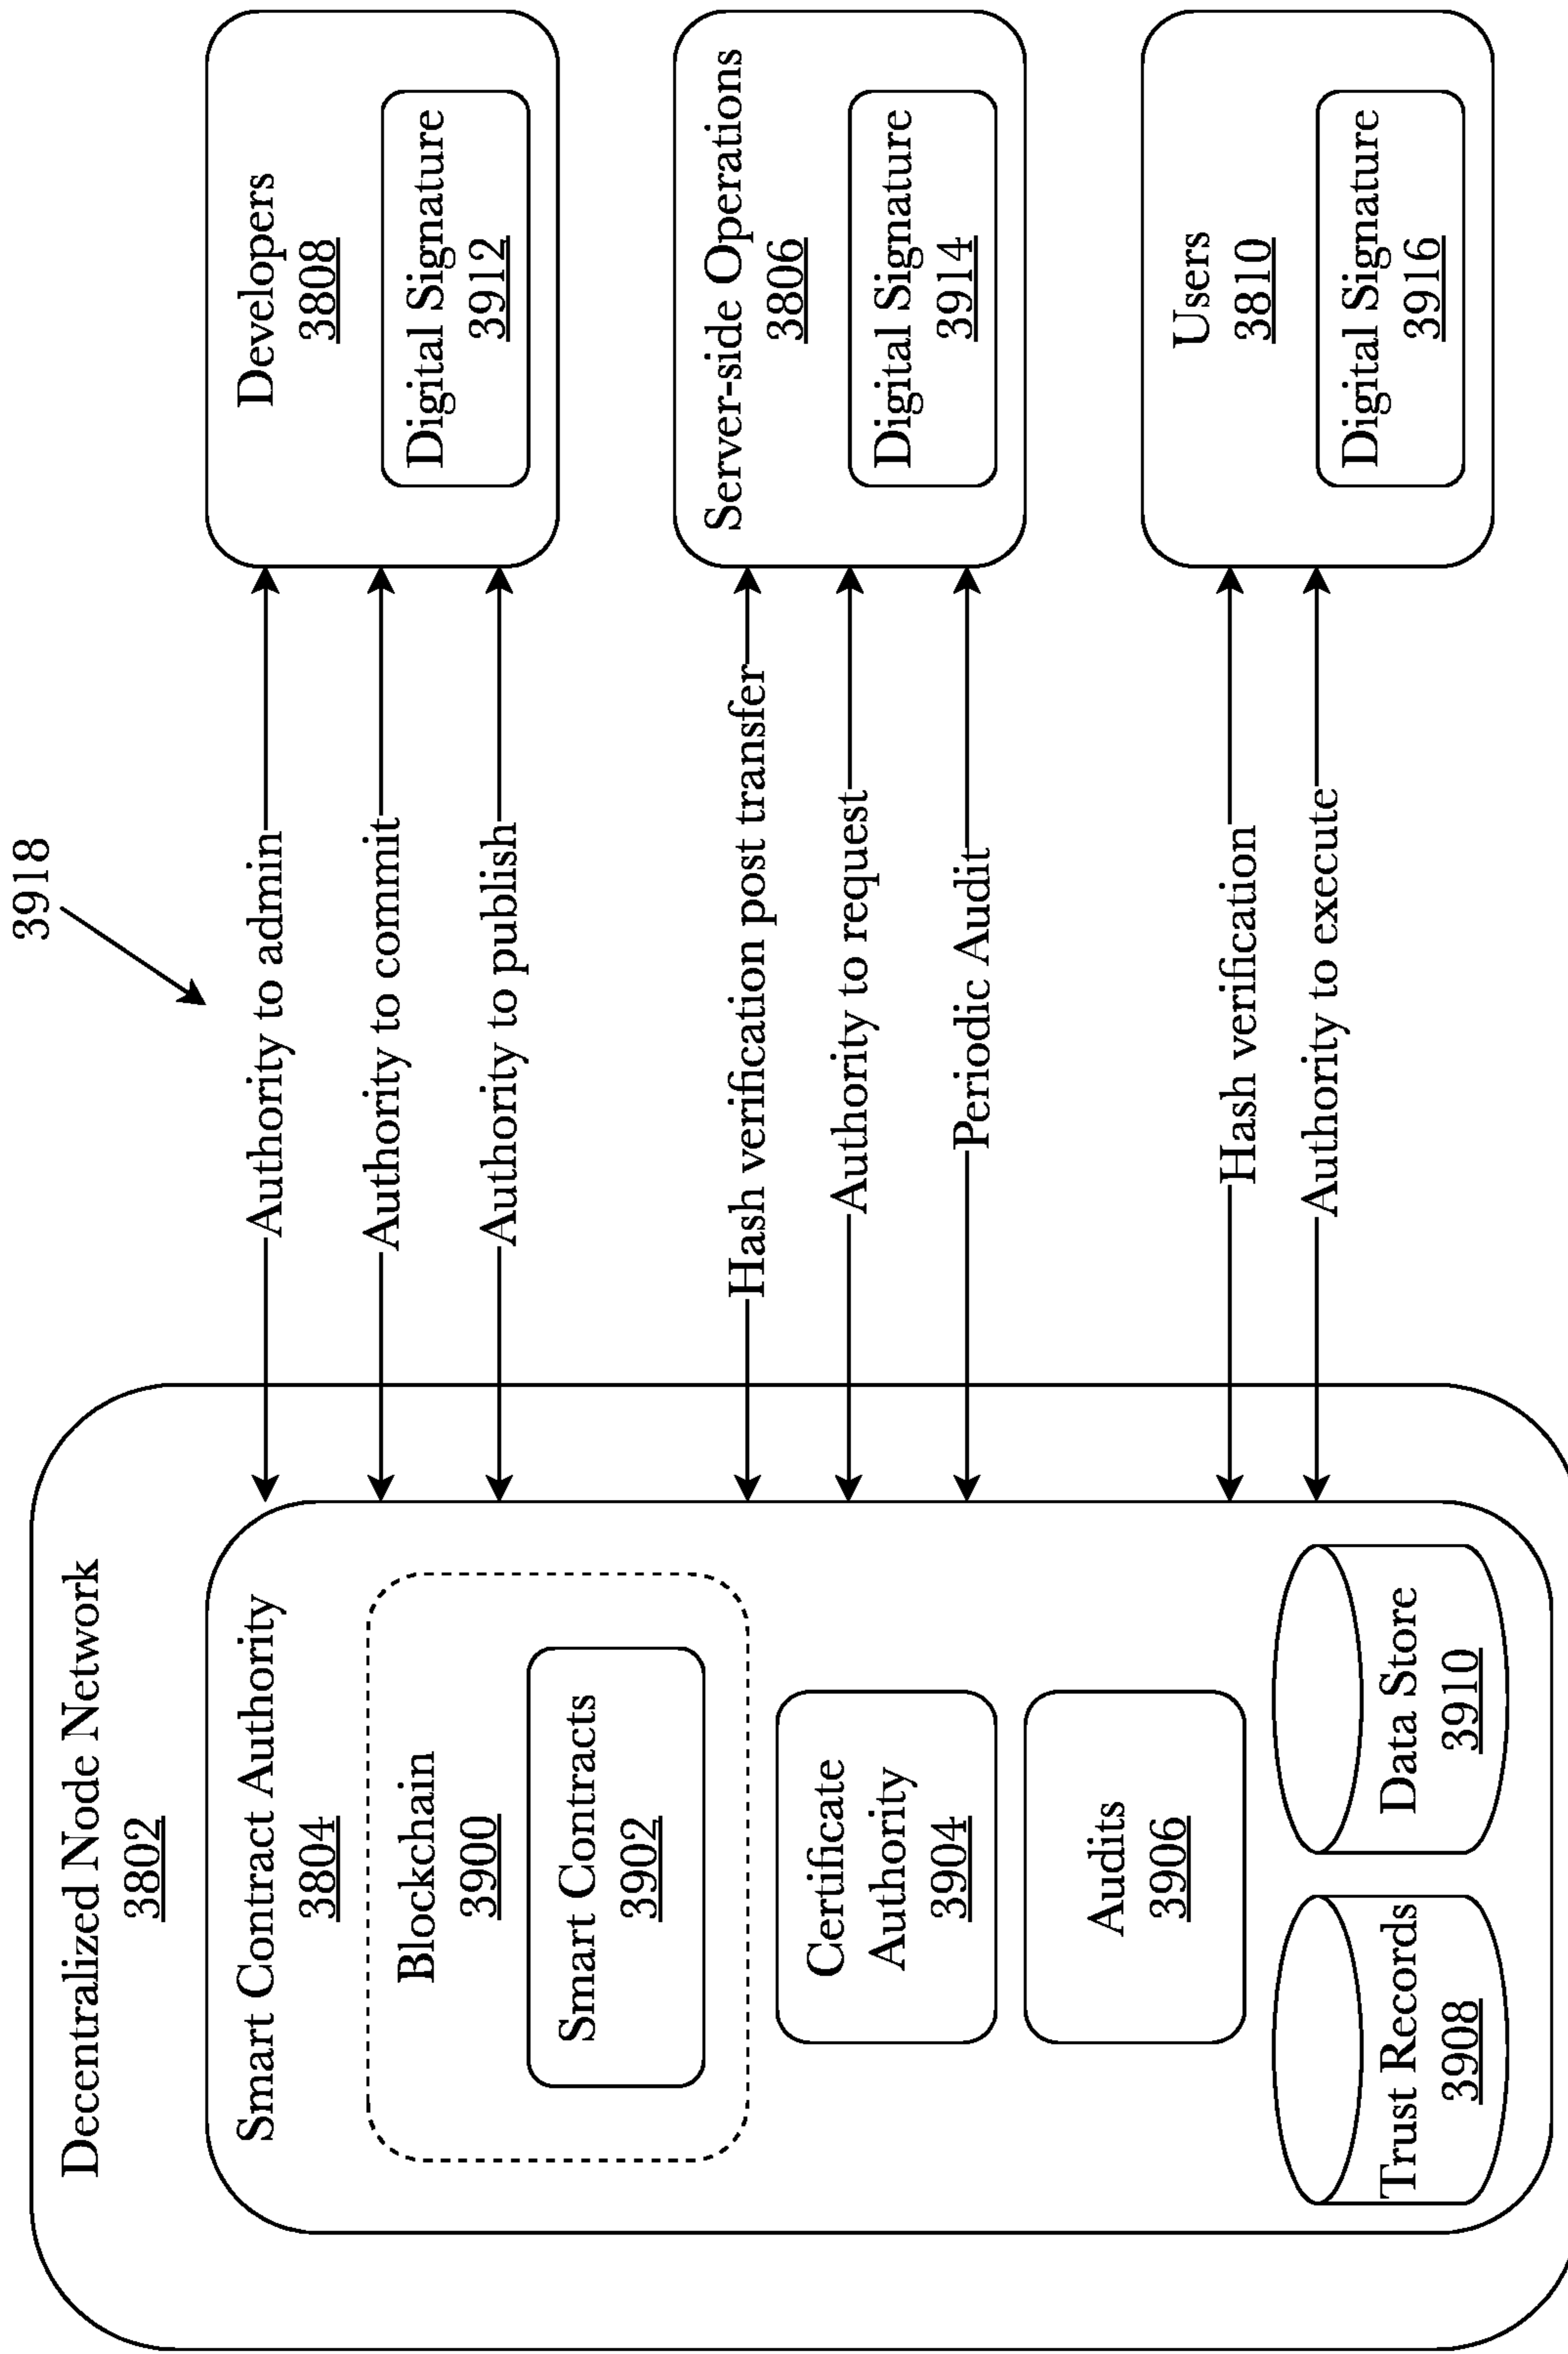 3918
Decentralized Node Network
3802
Smart Contract Authority
3804
Blockchain
3900
Smart Contracts
3902
Certificate
Authority
3904
Audits
3906
Trust Records
3908
Data Store
3910
Authority to admin
Authority to commit
Authority to publish
Hash verification post transfer
Authority to request
Periodic Audit
Hash verification
Authority to execute
Developers
3808
Digital Signature
3912
Server-side Operations
3806
Digital Signature
3914
Users
3810
Digital Signature
3916